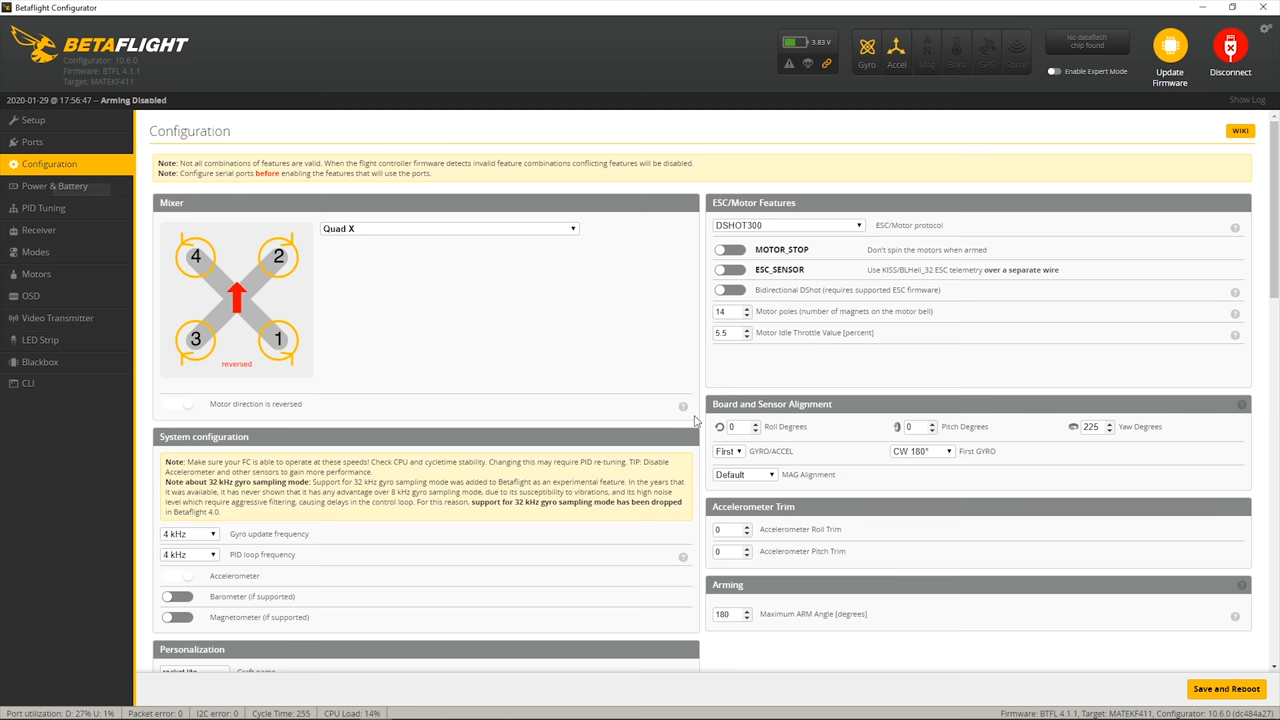 Betaflight Configurator
BETAFLIGHT
Configurator: 10.6.0
Firmware: BTFL 4.1.1
Target: MATEKF411
3.83 V
Gyro
Accel
Mag
Baro
GPS
Sonar
No dataflash
chip found
Enable Expert Mode
Update
Firmware
Disconnect
2020-01-29 @ 17:56:47 -- Arming Disabled
Show Log
Setup
Ports
Configuration
Power & Battery
PID Tuning
Receiver
Modes
Motors
OSD
Video Transmitter
LED Strip
Blackbox
CLI
Configuration
WIKI
Note: Not all combinations of features are valid. When the flight controller firmware detects invalid feature combinations conflicting features will be disabled.
Note: Configure serial ports before enabling the features that will use the ports.
Mixer
Quad X
4
2
3
1
reversed
Motor direction is reversed
System configuration
Note: Make sure your FC is able to operate at these speeds! Check CPU and cycletime stability. Changing this may require PID re-tuning. TIP: Disable
Accelerometer and other sensors to gain more performance.
Note about 32 kHz gyro sampling mode: Support for 32 kHz gyro sampling mode was added to Betaflight as an experimental feature. In the years that
it was available, it has never shown that it has any advantage over 8 kHz gyro sampling mode, due to its susceptibility to vibrations, and its high noise
level which require aggressive filtering, causing delays in the control loop. For this reason, support for 32 kHz gyro sampling mode has been dropped
in Betaflight 4.0.
4 kHz Gyro update frequency
4 kHz PID loop frequency
Accelerometer
Barometer (if supported)
Magnetometer (if supported)
Personalization
Craft name
ESC/Motor Features
DSHOT300 ESC/Motor protocol
MOTOR_STOP Don't spin the motors when armed
ESC_SENSOR Use KISS/BLHeli_32 ESC telemetry over a separate wire
Bidirectional DShot (requires supported ESC firmware)
14 Motor poles (number of magnets on the motor bell)
5.5 Motor Idle Throttle Value [percent]
Board and Sensor Alignment
0 Roll Degrees 0 Pitch Degrees 225 Yaw Degrees
First GYRO/ACCEL CW 180° First GYRO
Default MAG Alignment
Accelerometer Trim
0 Accelerometer Roll Trim
0 Accelerometer Pitch Trim
Arming
180 Maximum ARM Angle [degrees]
Save and Reboot
Port utilization: D: 27% U: 1% Packet error: 0 I2C error: 0 Cycle Time: 255 CPU Load: 14% Firmware: BTFL 4.1.1, Target: MATEKF411, Configurator: 10.6.0 (dc484a27)